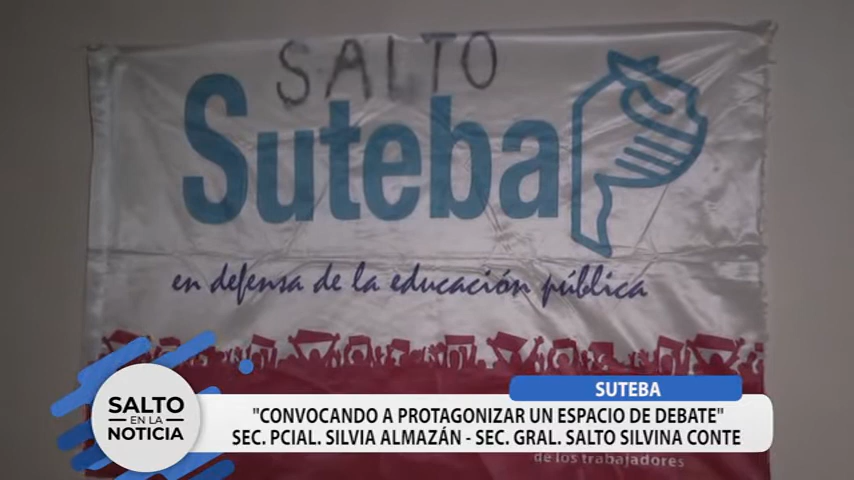 SALTO
Suteba
en defensa de la educación pública
SUTEBA
SALTO
EN LA
NOTICIA
"CONVOCANDO A PROTAGONIZAR UN ESPACIO DE DEBATE"
SEC. PCIAL. SILVIA ALMAZÁN - SEC. GRAL. SALTO SILVINA CONTE
de los trabajadores